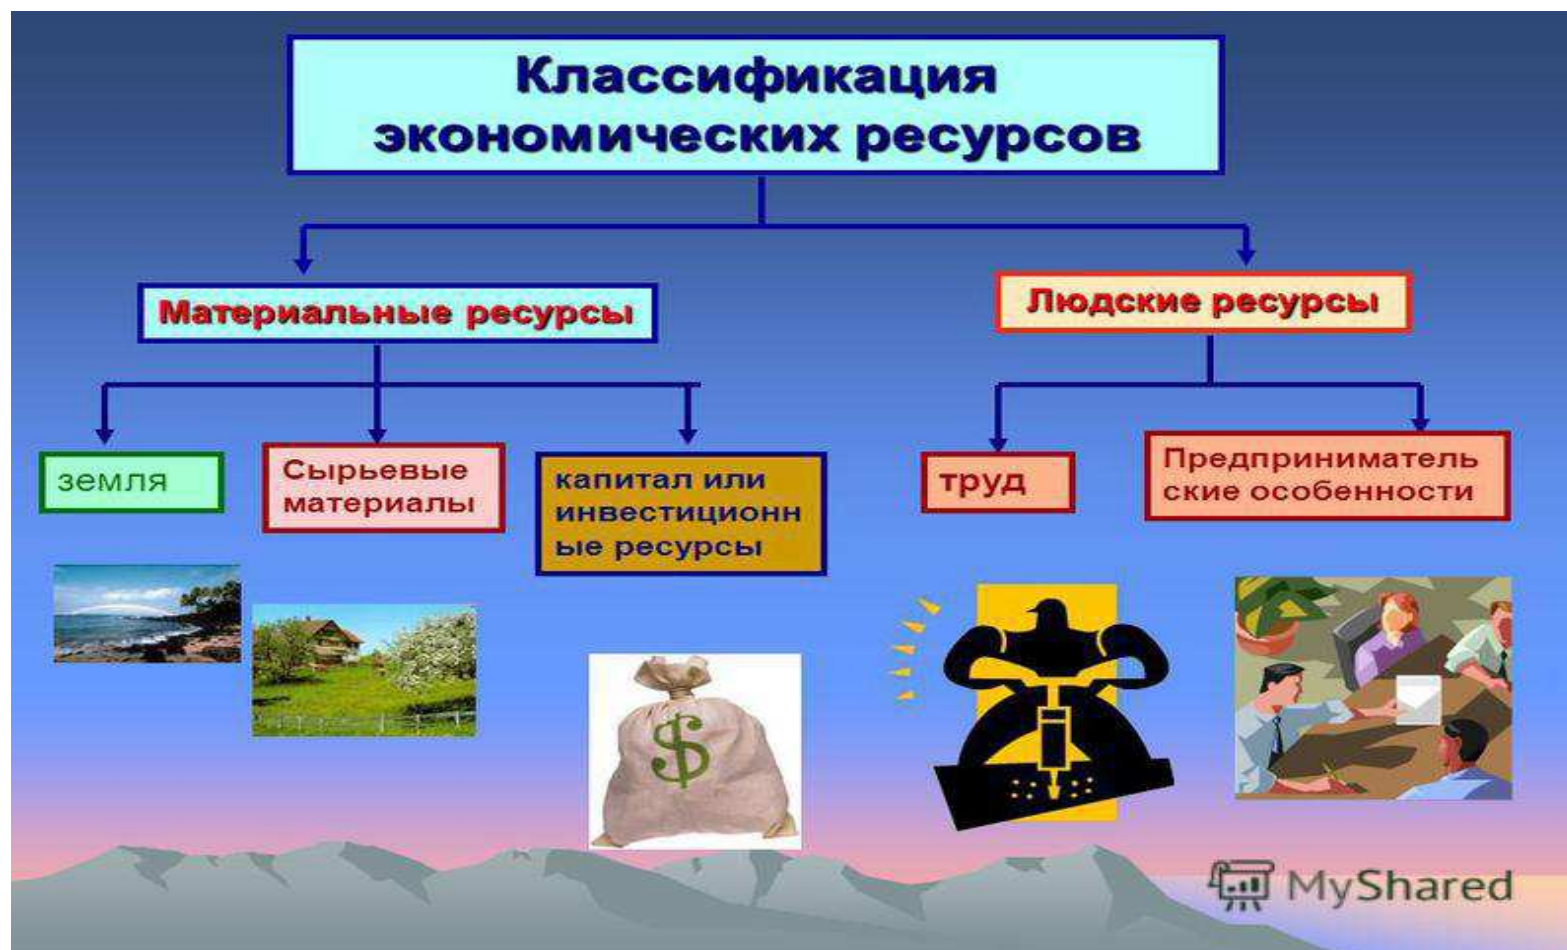 Классификация
экономических ресурсов
Материальные ресурсы
Людские ресурсы
земля
Сырьевые
материалы
капитал или
инвестиционн
ые ресурсы
труд
Предприниматель
ские особенности
$
MyShared